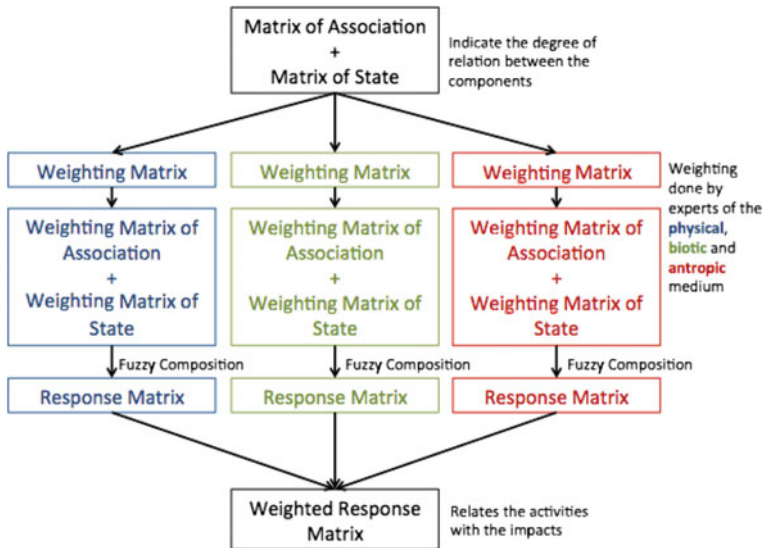 Matrix of Association
+
Matrix of State
Indicate the degree of
relation between the
components
Weighting Matrix
Weighting Matrix
Weighting Matrix
Weighting
done by
experts of the
physical,
biotic and
antropic
medium
Weighting Matrix of
Association
+
Weighting Matrix of
State
Weighting Matrix of
Association
+
Weighting Matrix of
State
Weighting Matrix of
Association
+
Weighting Matrix of
State
Fuzzy Composition
Fuzzy Composition
Fuzzy Composition
Response Matrix
Response Matrix
Response Matrix
Weighted Response
Matrix
Relates the activities
with the impacts